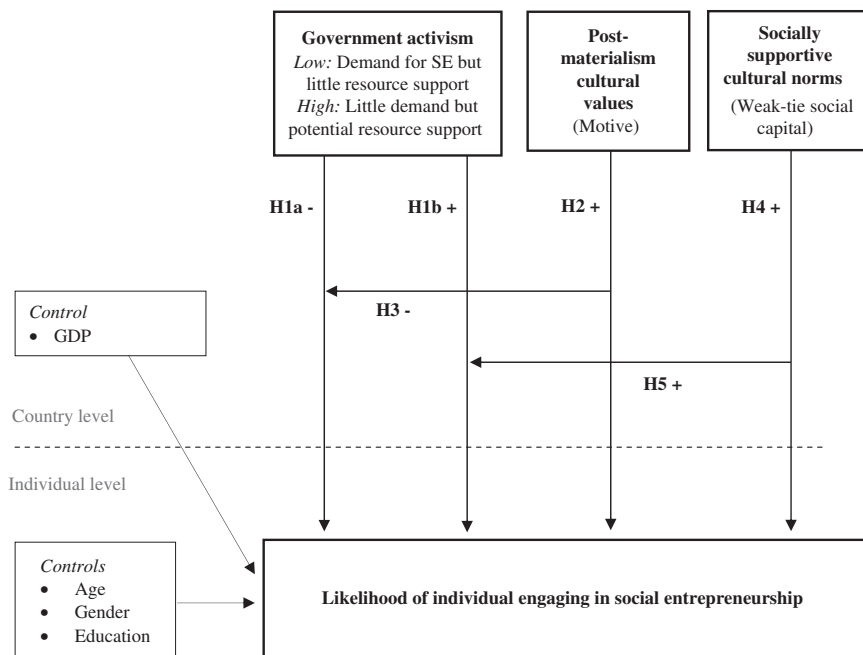 Government activism
Low: Demand for SE but
little resource support
High: Little demand but
potential resource support
Post-
materialism
cultural
values
(Motive)
Socially
supportive
cultural norms
(Weak-tie social
capital)
H1a -
H1b +
H2 +
H4 +
H3 -
H5 +
Control
• GDP
Country level
Individual level
Controls
• Age
• Gender
• Education
Likelihood of individual engaging in social entrepreneurship